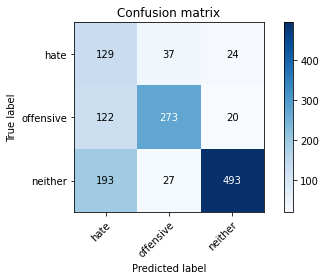 Confusion matrix
hate 129 37 24
offensive 122 273 20
neither 193 27 493
True label
hate offensive neither
Predicted label
400
300
200
100